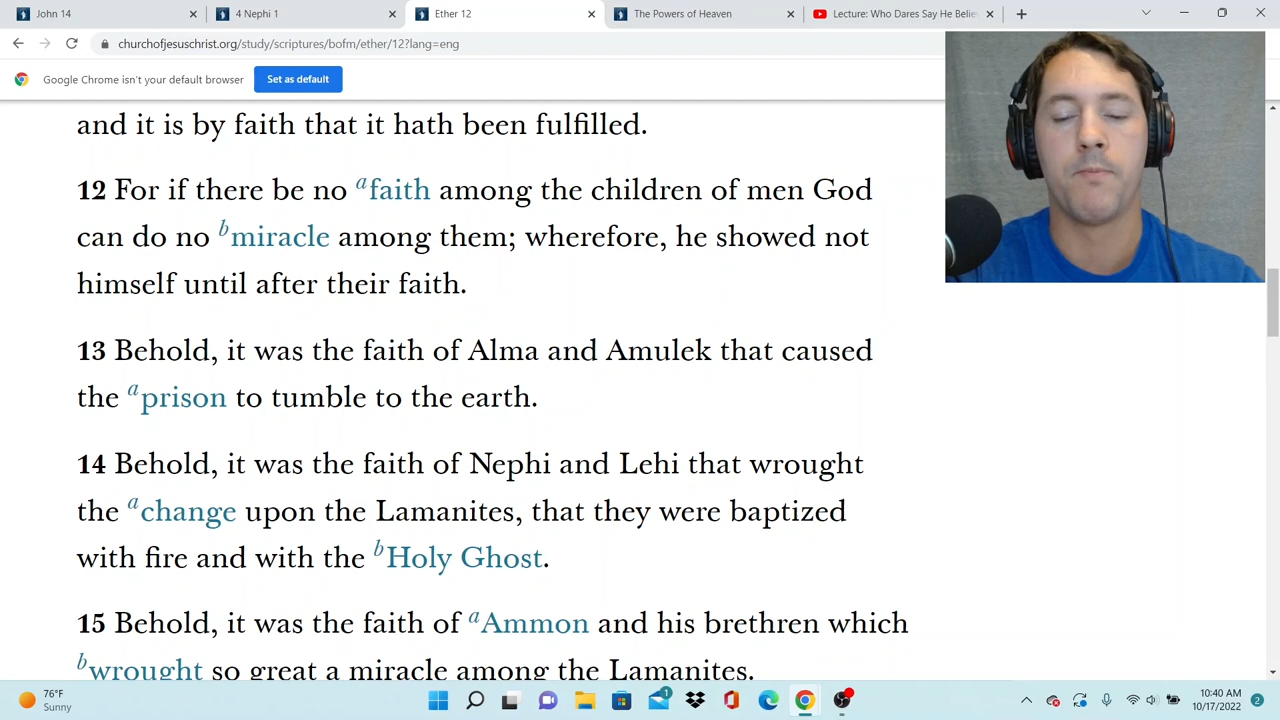 John 14
4 Nephi 1
Ether 12
The Powers of Heaven
Lecture: Who Dares Say He Belie
churchofjesuschrist.org/study/scriptures/bofm/ether/12?lang=eng
Google Chrome isn't your default browser
Set as default
and it is by faith that it hath been fulfilled.
12 For if there be no a faith among the children of men God
can do no b miracle among them; wherefore, he showed not
himself until after their faith.
13 Behold, it was the faith of Alma and Amulek that caused
the a prison to tumble to the earth.
14 Behold, it was the faith of Nephi and Lehi that wrought
the a change upon the Lamanites, that they were baptized
with fire and with the b Holy Ghost.
15 Behold, it was the faith of a Ammon and his brethren which
b wrought so great a miracle among the Lamanites.
76°F
Sunny
1
10:40 AM
10/17/2022
2